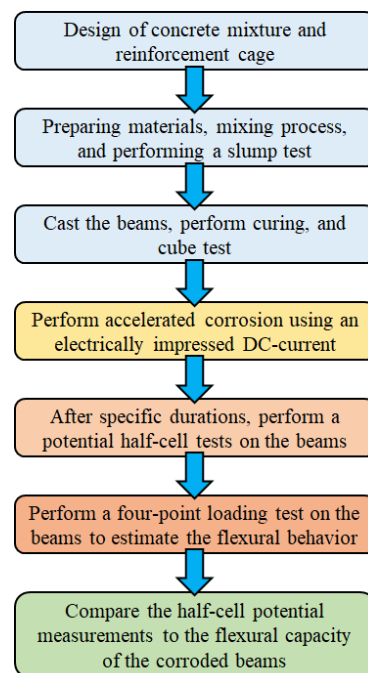 Design of concrete mixture and
reinforcement cage
Preparing materials, mixing process,
and performing a slump test
Cast the beams, perform curing, and
cube test
Perform accelerated corrosion using an
electrically impressed DC-current
After specific durations, perform a
potential half-cell tests on the beams
Perform a four-point loading test on the
beams to estimate the flexural behavior
Compare the half-cell potential
measurements to the flexural capacity
of the corroded beams